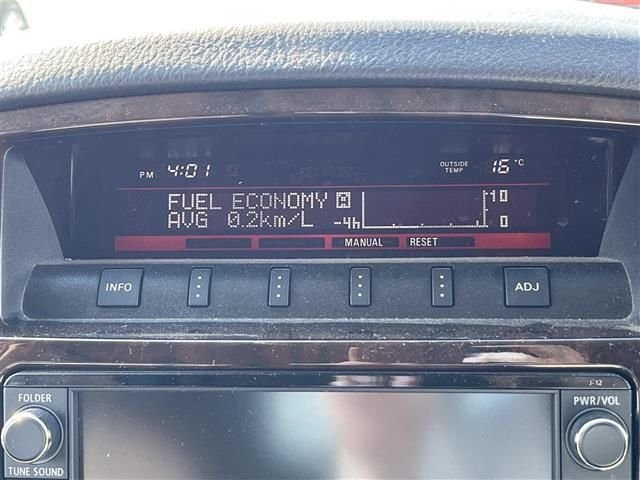 PM 4:01
OUTSIDE TEMP 16 °C
FUEL ECONOMY
AVG 0.2km/L
-4h
10
0
MANUAL RESET
INFO
ADJ
J-12
FOLDER
TUNE SOUND
PWR/VOL